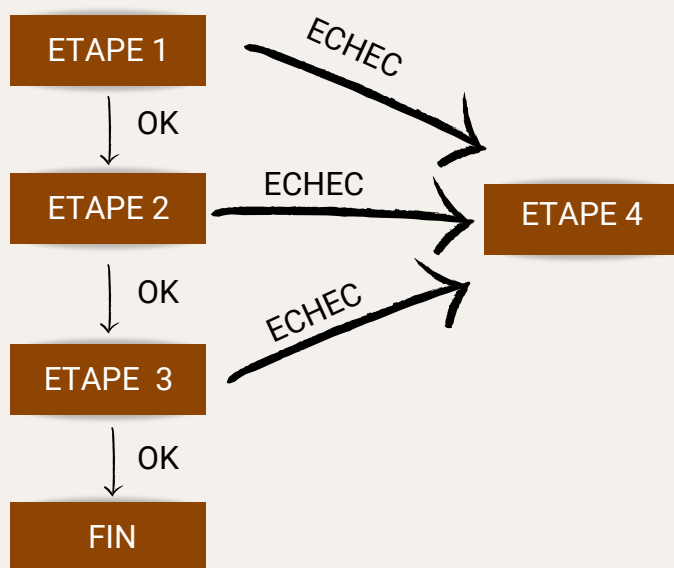 ETAPE 1
ECHEC
OK
ETAPE 2
ECHEC
ETAPE 4
OK
ECHEC
ETAPE 3
OK
FIN